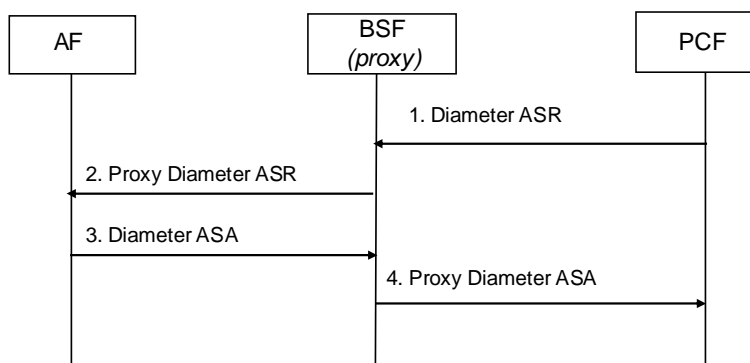 AF
BSF
(proxy)
PCF
1. Diameter ASR
2. Proxy Diameter ASR
3. Diameter ASA
4. Proxy Diameter ASA